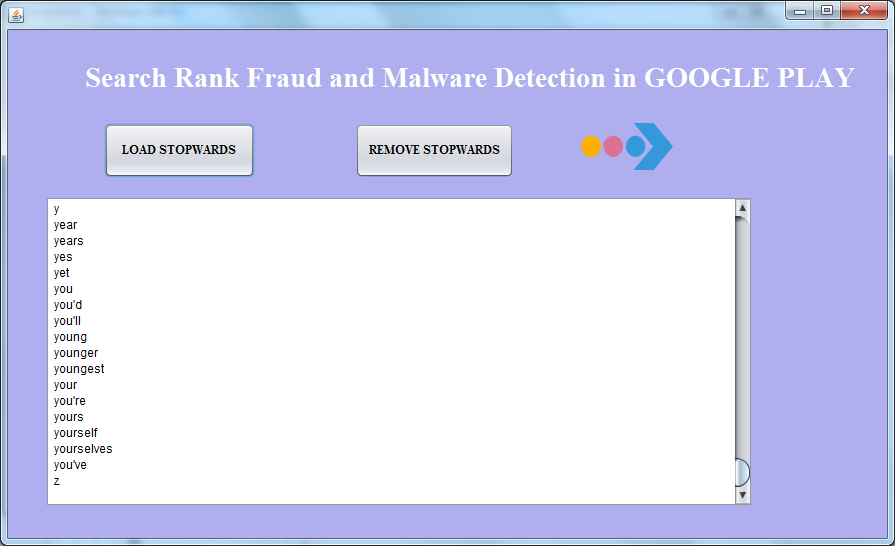 Search Rank Fraud and Malware Detection in GOOGLE PLAY
LOAD STOPWARDS
REMOVE STOPWARDS
y
year
years
yes
yet
you
you'd
you'll
young
younger
youngest
your
you're
yours
yourself
yourselves
you've
z